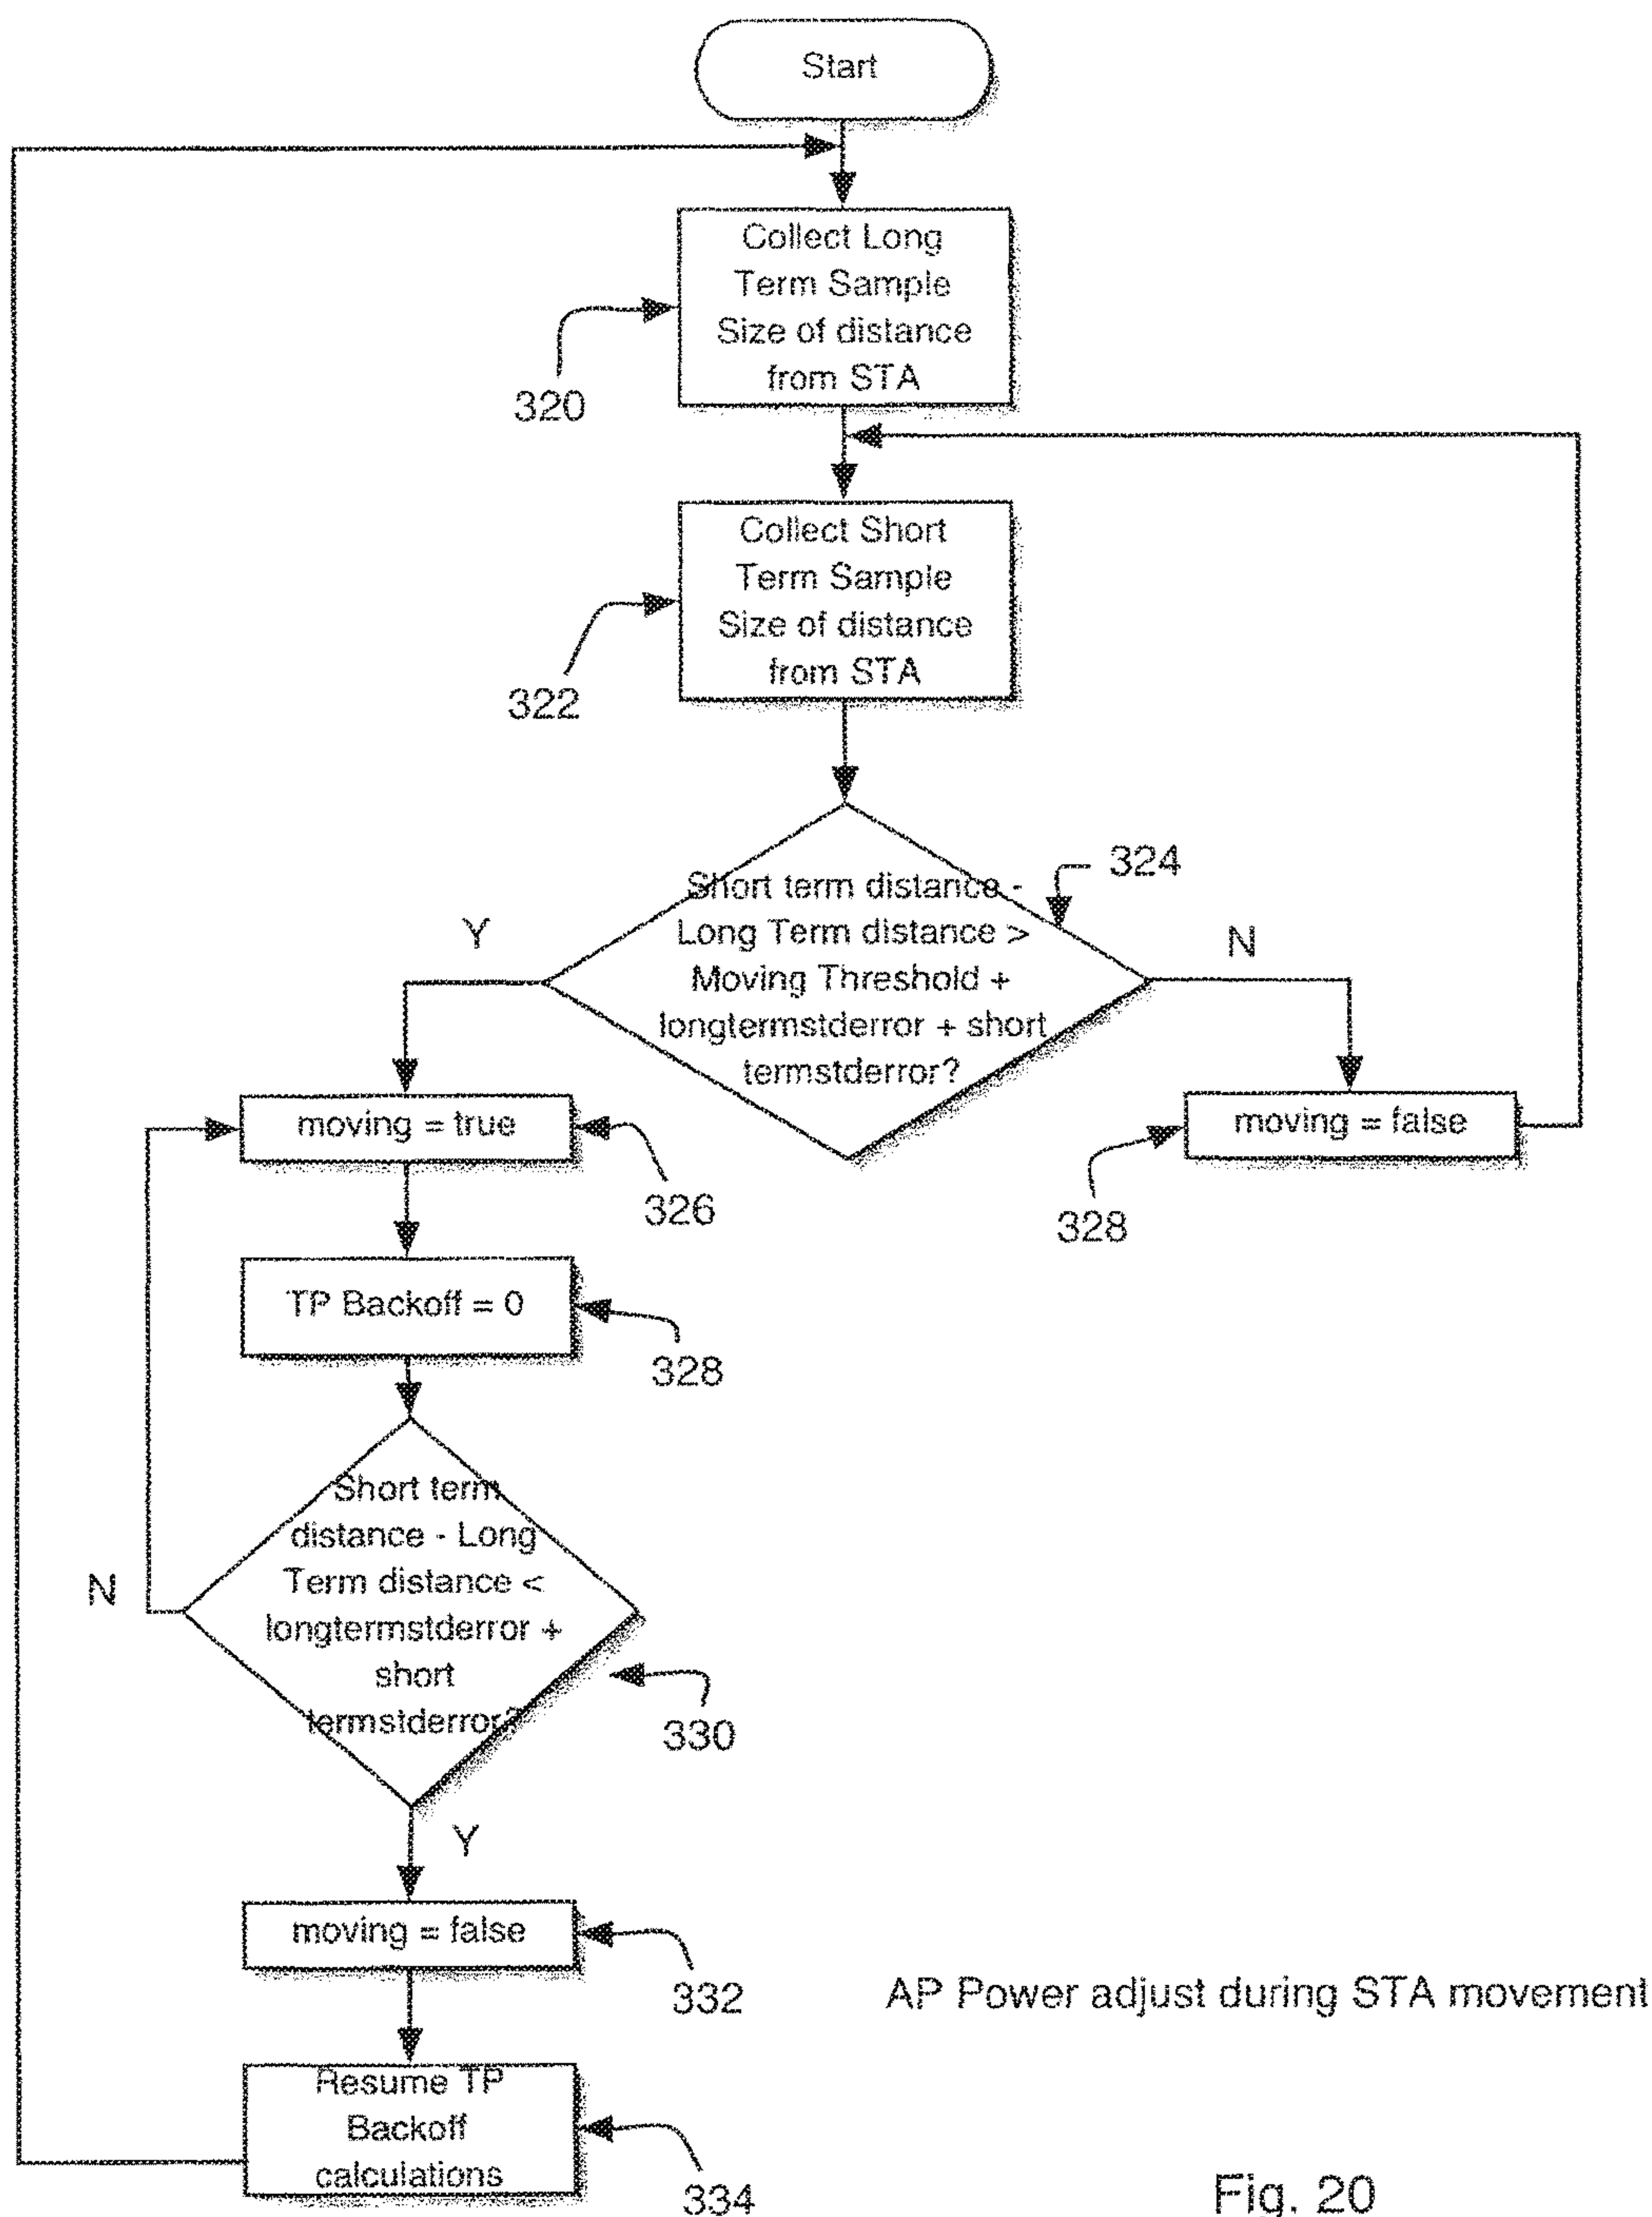 Start
Collect Long
Term Sample
Size of distance
from STA
320
Collect Short
Term Sample
Size of distance
from STA
322
Short term distance -
Long Term distance >
Moving Threshold +
longtermstderror + short
termstderror?
324
Y
N
moving = true
326
moving = false
328
TP Backoff = 0
328
Short term
distance - Long
Term distance <
longtermstderror +
short
termstderror?
N
330
Y
moving = false
332
AP Power adjust during STA movement
Resume TP
Backoff
calculations
334
Fig. 20